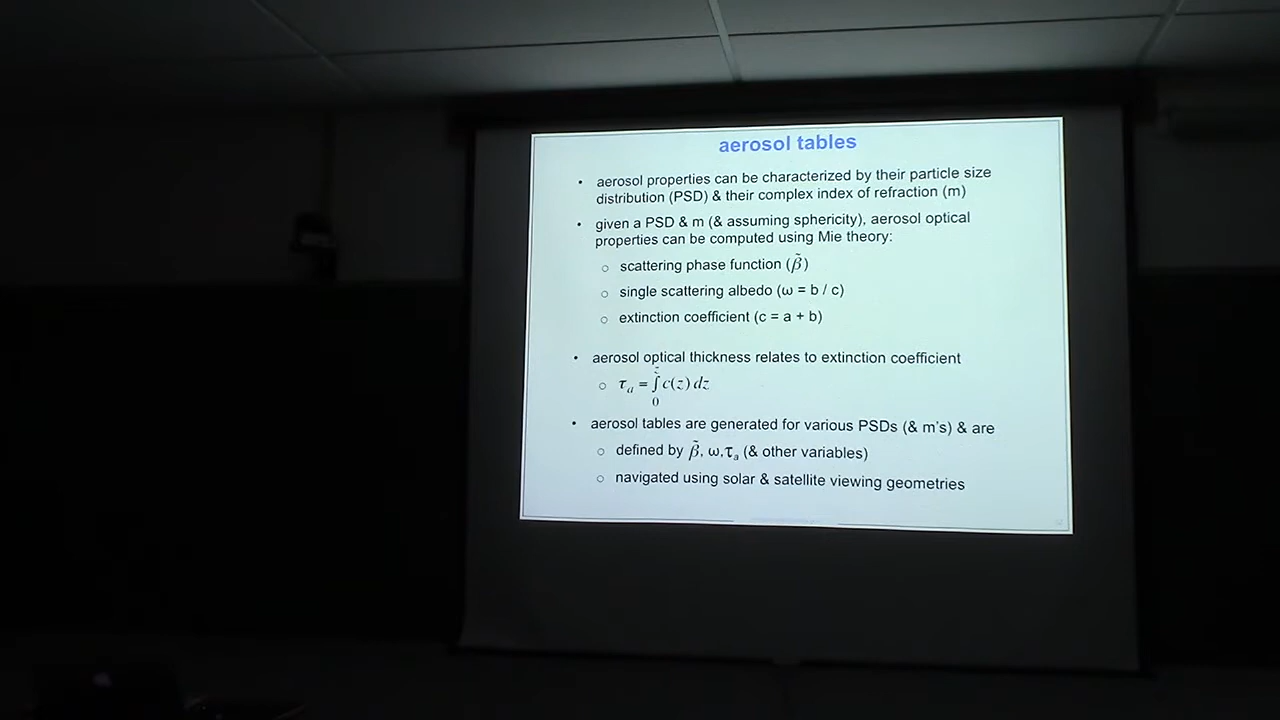 aerosol tables
• aerosol properties can be characterized by their particle size
distribution (PSD) & their complex index of refraction (m)
• given a PSD & m (& assuming sphericity), aerosol optical
properties can be computed using Mie theory:
○ scattering phase function (β̃)
○ single scattering albedo (ω = b / c)
○ extinction coefficient (c = a + b)
• aerosol optical thickness relates to extinction coefficient
○ τₐ = ∫₀ᶻ c(z) dz
• aerosol tables are generated for various PSDs (& m's) & are
○ defined by β̃, ω,τₐ (& other variables)
○ navigated using solar & satellite viewing geometries